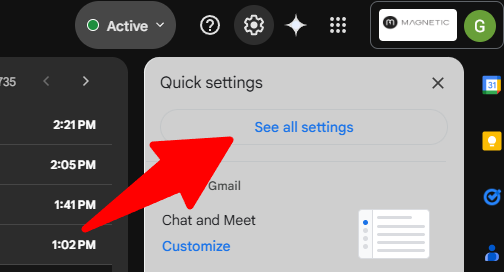 Active
MAGNETIC
G
735
Quick settings
2:21 PM
See all settings
31
2:05 PM
1:41 PM
Gmail
Chat and Meet
1:02 PM
Customize